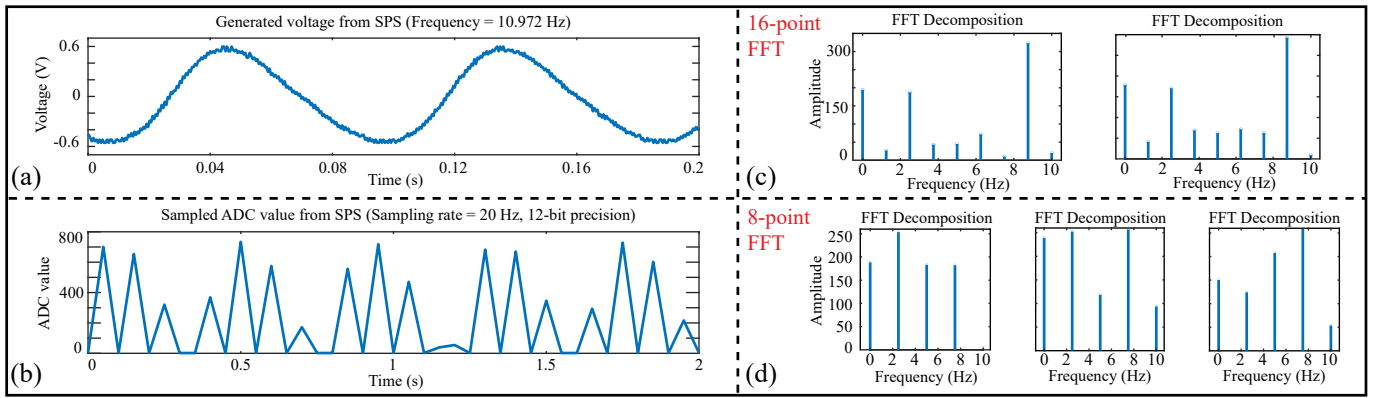 Generated voltage from SPS (Frequency = 10.972 Hz)
0.6
0
-0.6
Voltage (V)
0 0.04 0.08 0.12 0.16 0.2
Time (s)
(a)
Sampled ADC value from SPS (Sampling rate = 20 Hz, 12-bit precision)
800
400
0
ADC value
0 0.5 1 1.5 2
Time (s)
(b)
16-point
FFT
FFT Decomposition
300
150
0
Amplitude
0 2 4 6 8 10
Frequency (Hz)
FFT Decomposition
0 2 4 6 8 10
Frequency (Hz)
(c)
8-point
FFT
FFT Decomposition
250
200
150
100
50
0
Amplitude
0 2 4 6 8 10
Frequency (Hz)
FFT Decomposition
0 2 4 6 8 10
Frequency (Hz)
FFT Decomposition
0 2 4 6 8 10
Frequency (Hz)
(d)